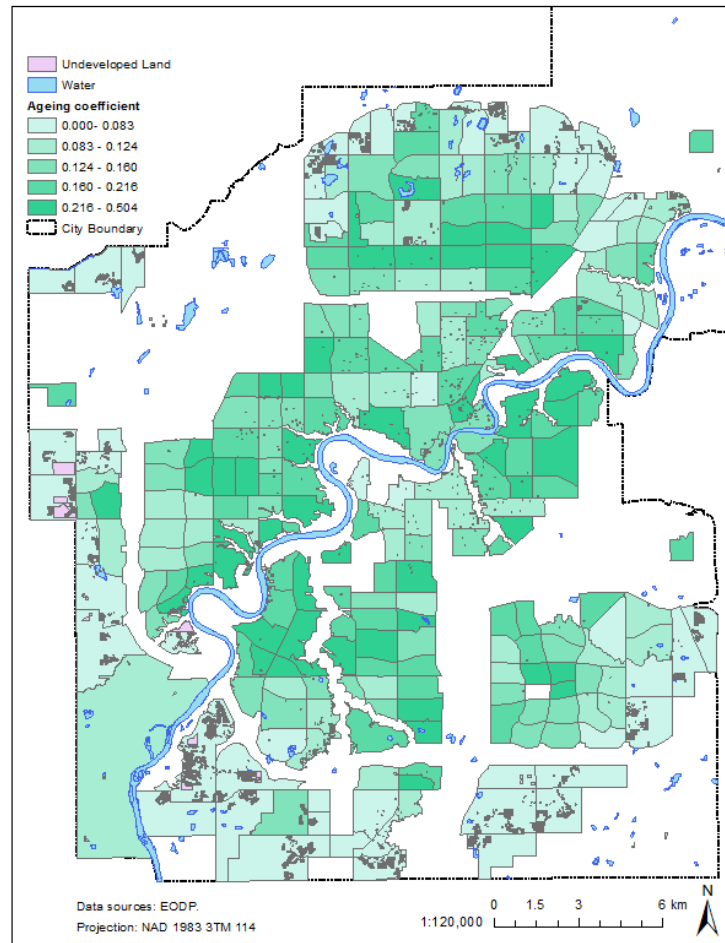 Undeveloped Land
Water
Ageing coefficient
0.000- 0.083
0.083 - 0.124
0.124 - 0.160
0.160 - 0.216
0.216 - 0.504
City Boundary
Data sources: EODP.
Projection: NAD 1983 3TM 114
1:120,000
0 1.5 3 6 km
N